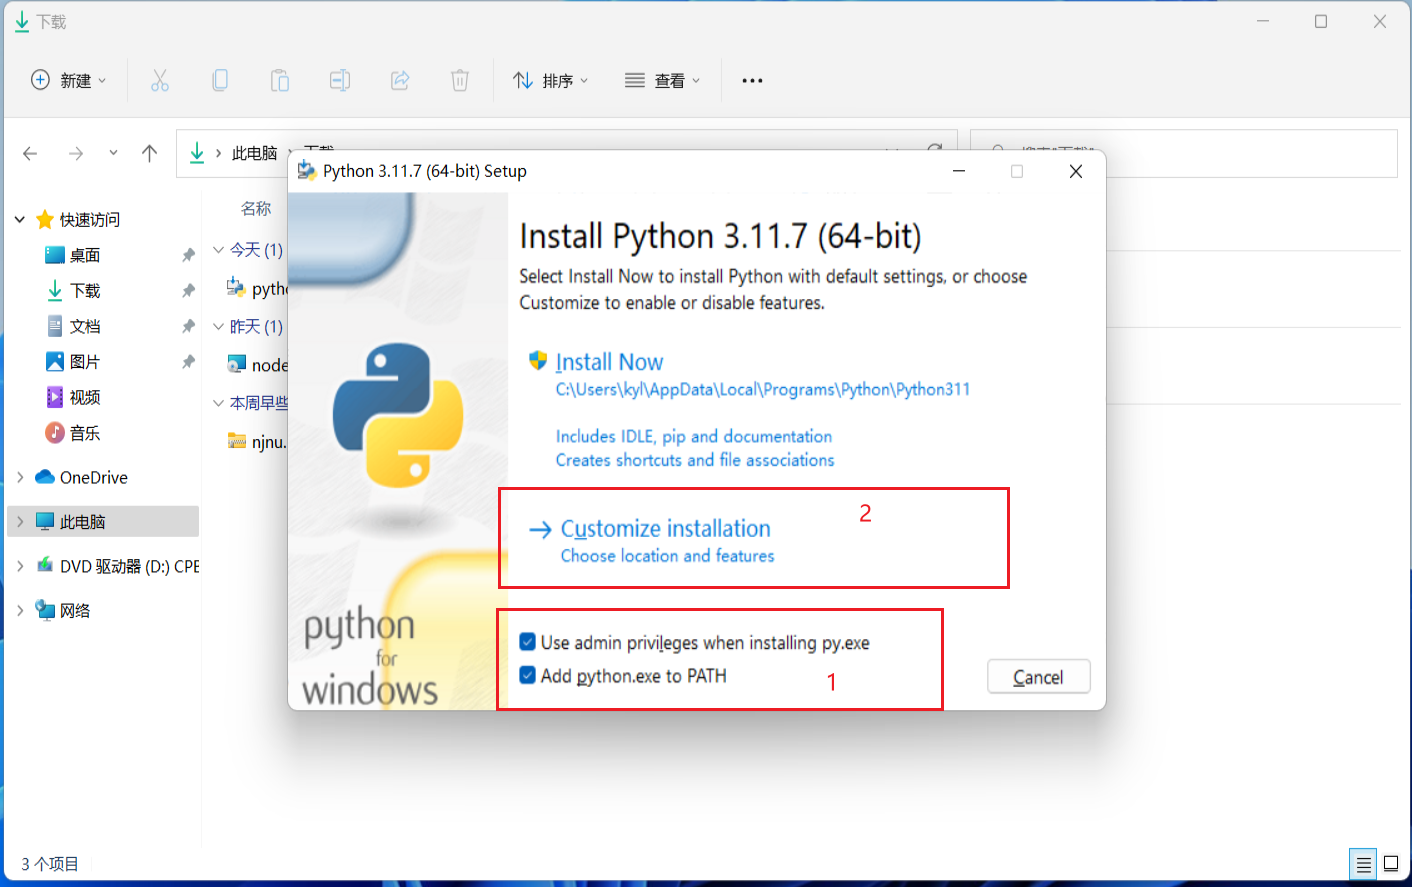 下载
新建
排序
查看
此电脑
Python 3.11.7 (64-bit) Setup
快速访问
桌面
下载
文档
图片
视频
音乐
OneDrive
此电脑
DVD 驱动器 (D:) CPE
网络
名称
今天 (1)
pytho
昨天 (1)
node
本周早些
njnu.
Install Python 3.11.7 (64-bit)
Select Install Now to install Python with default settings, or choose
Customize to enable or disable features.
Install Now
C:\Users\kyl\AppData\Local\Programs\Python\Python311
Includes IDLE, pip and documentation
Creates shortcuts and file associations
2
Customize installation
Choose location and features
Use admin privileges when installing py.exe
Add python.exe to PATH
1
Cancel
python
for
windows
3 个项目